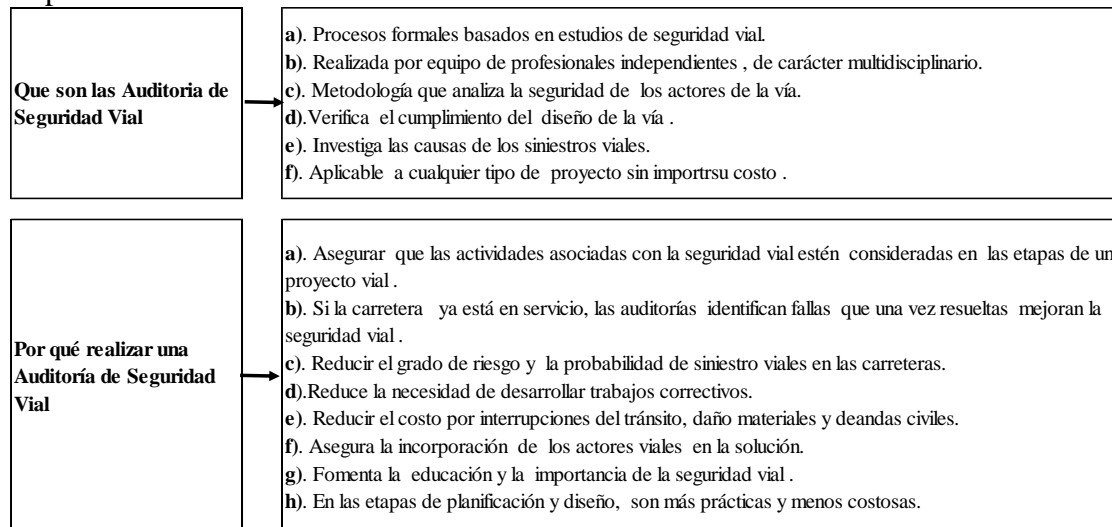 Que son las Auditoria de
Seguridad Vial
a). Procesos formales basados en estudios de seguridad vial.
b). Realizada por equipo de profesionales independientes , de carácter multidisciplinario.
c). Metodología que analiza la seguridad de los actores de la vía.
d).Verifica el cumplimiento del diseño de la vía .
e). Investiga las causas de los siniestros viales.
f). Aplicable a cualquier tipo de proyecto sin importrsu costo .
Por qué realizar una
Auditoría de Seguridad
Vial
a). Asegurar que las actividades asociadas con la seguridad vial estén consideradas en las etapas de un
proyecto vial .
b). Si la carretera ya está en servicio, las auditorías identifican fallas que una vez resueltas mejoran la
seguridad vial .
c). Reducir el grado de riesgo y la probabilidad de siniestro viales en las carreteras.
d).Reduce la necesidad de desarrollar trabajos correctivos.
e). Reducir el costo por interrupciones del tránsito, daño materiales y deandas civiles.
f). Asegura la incorporación de los actores viales en la solución.
g). Fomenta la educación y la importancia de la seguridad vial .
h). En las etapas de planificación y diseño, son más prácticas y menos costosas.